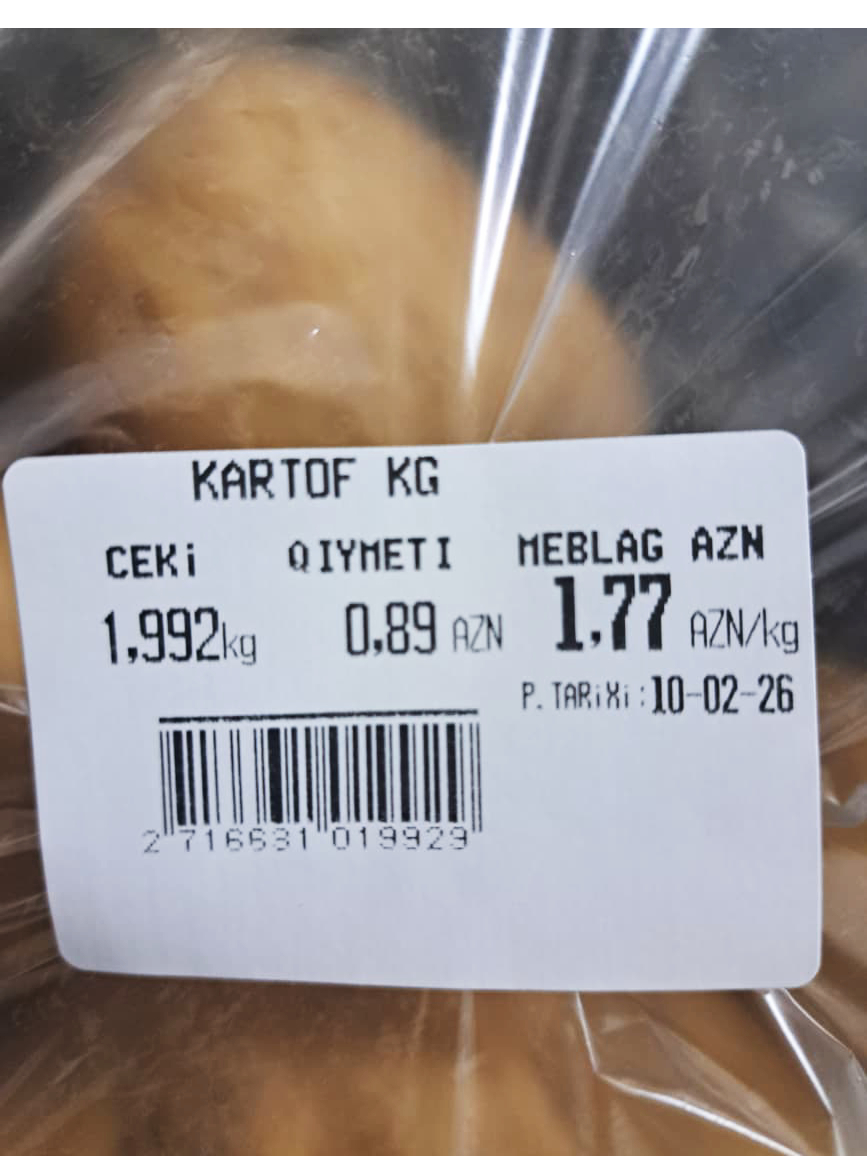 KARTOF KG
CEKi QIYMETI MEBLAG AZN
1,992kg 0,89 AZN 1,77 AZN/kg
P. TARiXi: 10-02-26
2 716631 019929